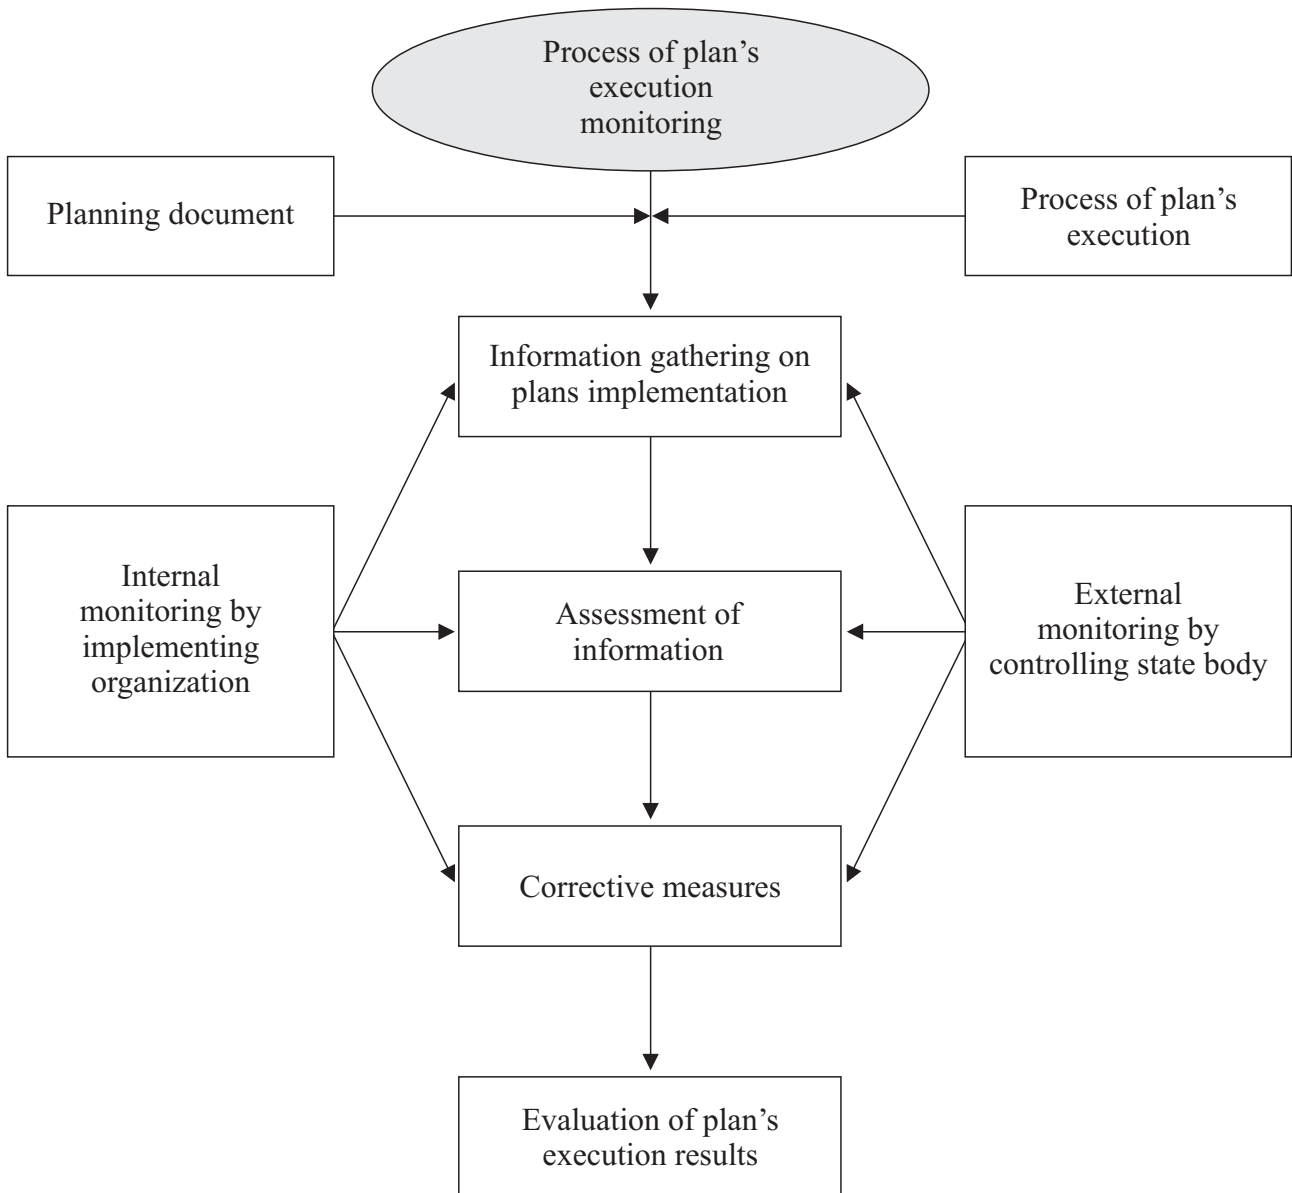 Process of plan’s
execution
monitoring
Planning document
Process of plan’s
execution
Information gathering on
plans implementation
Internal
monitoring by
implementing
organization
Assessment of
information
External
monitoring by
controlling state body
Corrective measures
Evaluation of plan’s
execution results